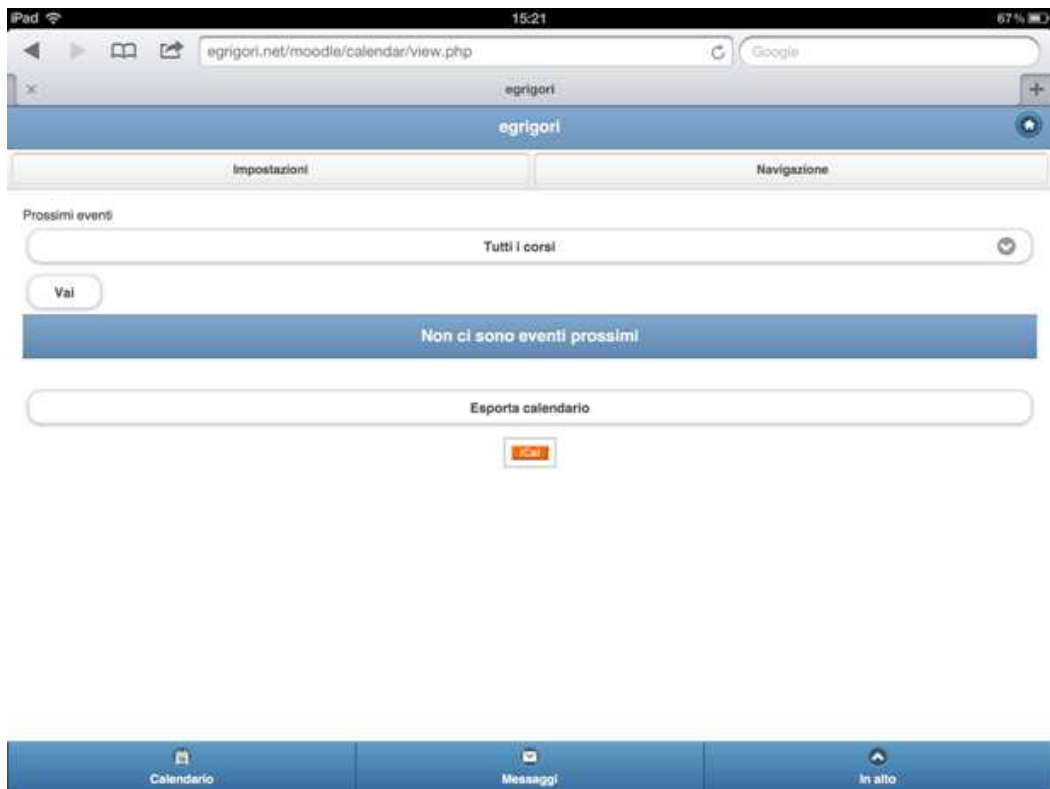 iPad 15:21 67%
egrigori.net/moodle/calendar/view.php Google
egrigori
egrigori
Impostazioni Navigazione
Prossimi eventi
Tutti i corsi
Vai
Non ci sono eventi prossimi
Esporta calendario
iCal
Calendario Messaggi In alto